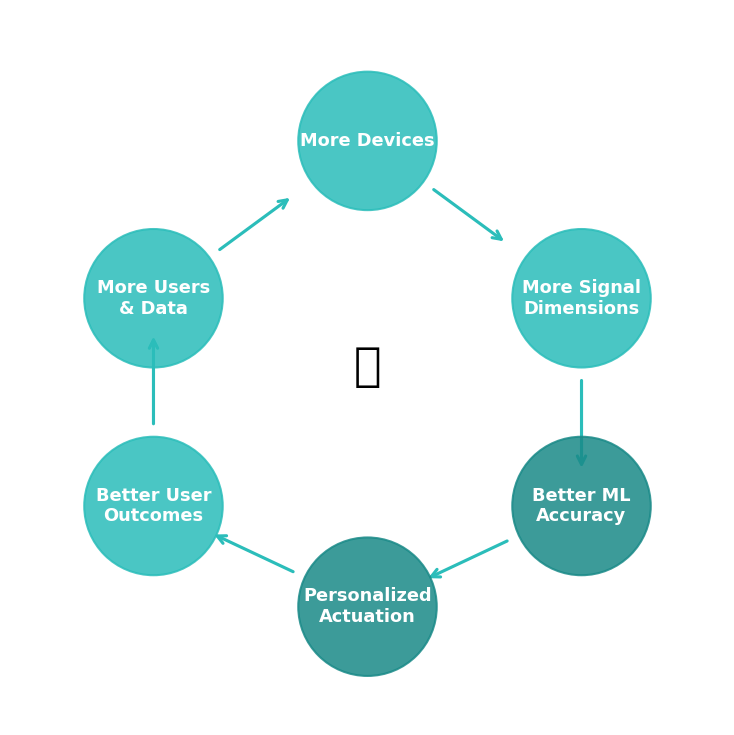 More Devices
More Signal
Dimensions
Better ML
Accuracy
Personalized
Actuation
Better User
Outcomes
More Users
& Data